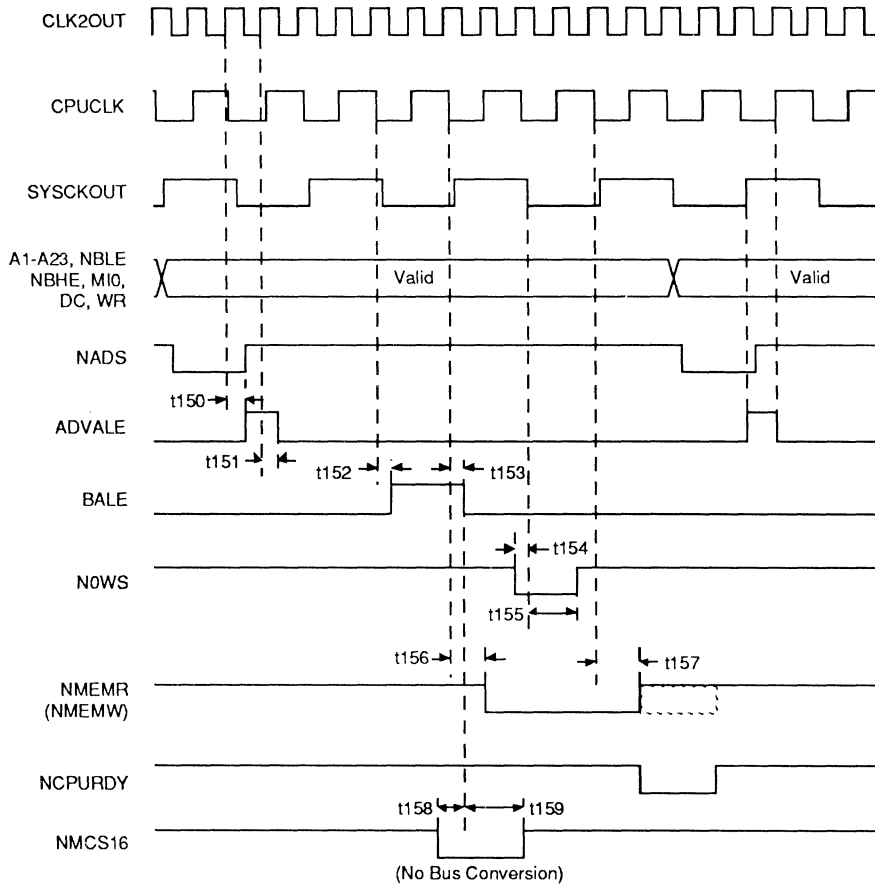 CLK2OUT
CPUCLK
SYSCKOUT
A1-A23, NBLE
NBHE, MI0,
DC, WR
Valid
Valid
NADS
t150
ADVALE
t151
t152
t153
BALE
t154
N0WS
t155
t156
t157
NMEMR
(NMEMW)
NCPURDY
t158
t159
NMCS16
(No Bus Conversion)